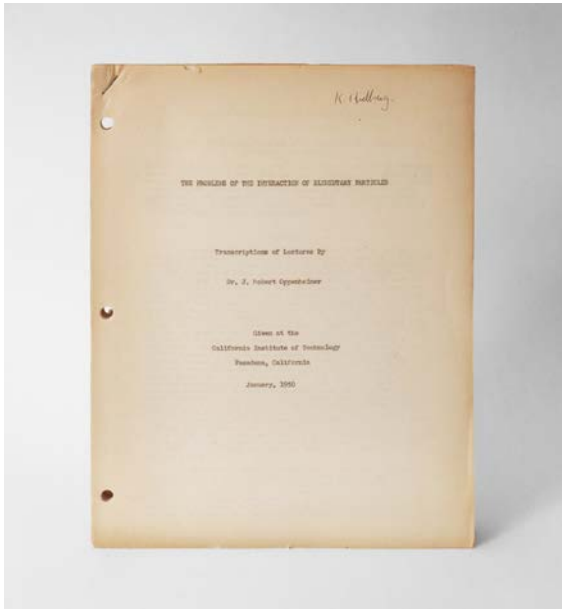 K.
THE PROBLEMS OF THE INTERACTION OF ELEMENTARY PARTICLES
Transcriptions of Lectures By
Dr. J. Robert Oppenheimer
Given at the
California Institute of Technology
Pasadena, California
January, 1950